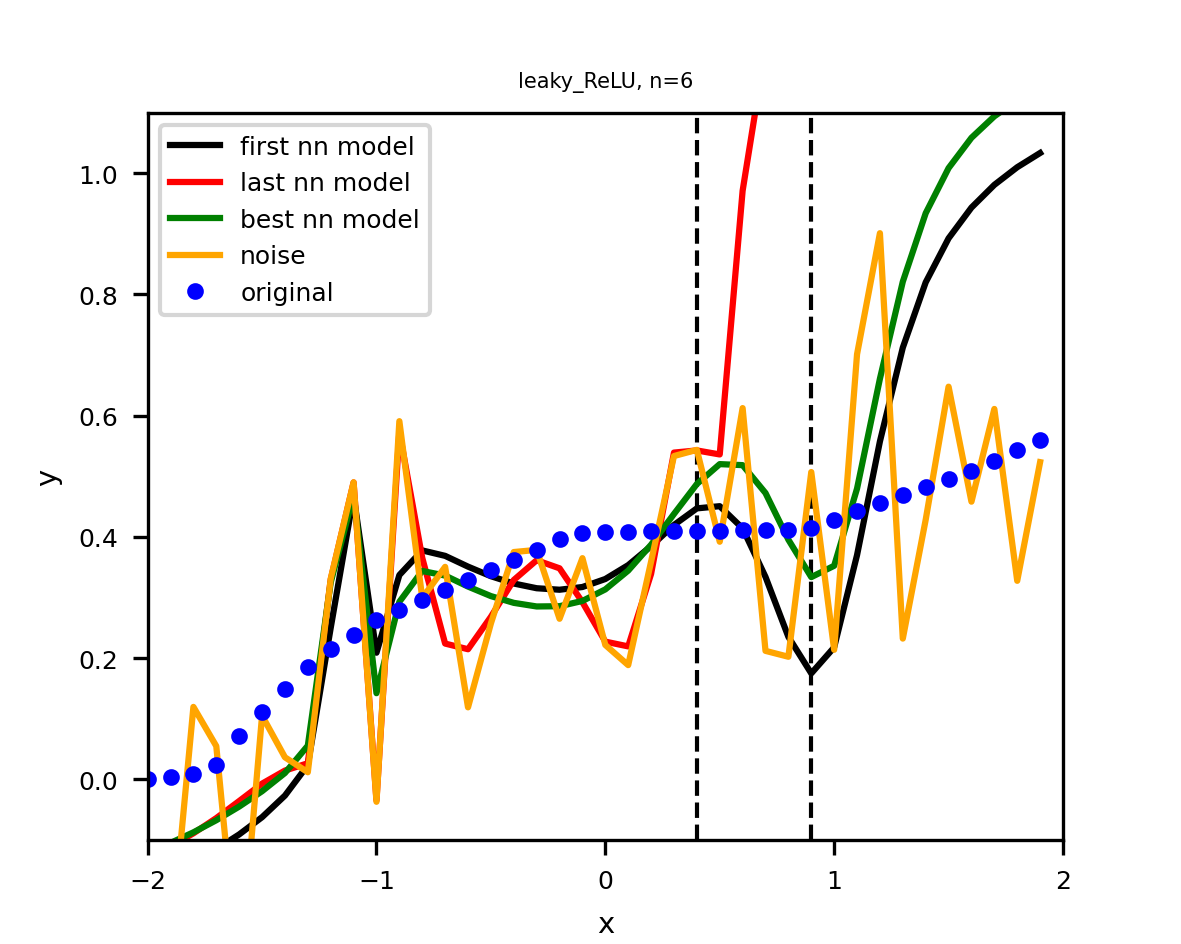 leaky_ReLU, n=6
first nn model
last nn model
best nn model
noise
original
y
1.0
0.8
0.6
0.4
0.2
0.0
−2 −1 0 1 2
x